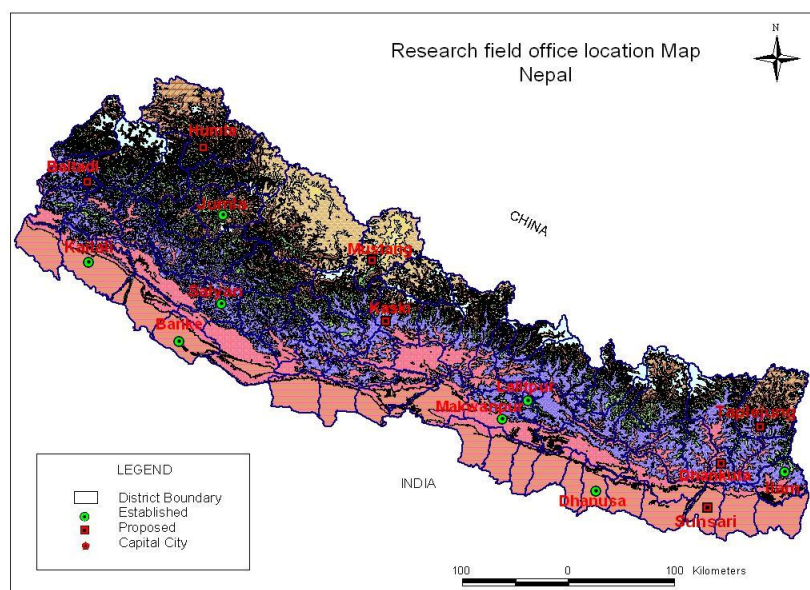 Research field office location Map
Nepal
N
Humla
Baitadi
Jumla
CHINA
Kailali
Mustang
Salyan
Kaski
Banke
Lalitpur
Makwanpur
Taplejung
Dhankuta
INDIA
Dhanusa
Sunsari
LEGEND
District Boundary
Established
Proposed
Capital City
100 0 100 Kilometers